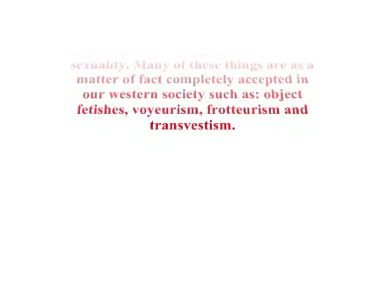 sexuality. Many of these things are as a
matter of fact completely accepted in
our western society such as: object
fetishes, voyeurism, frotteurism and
transvestism.